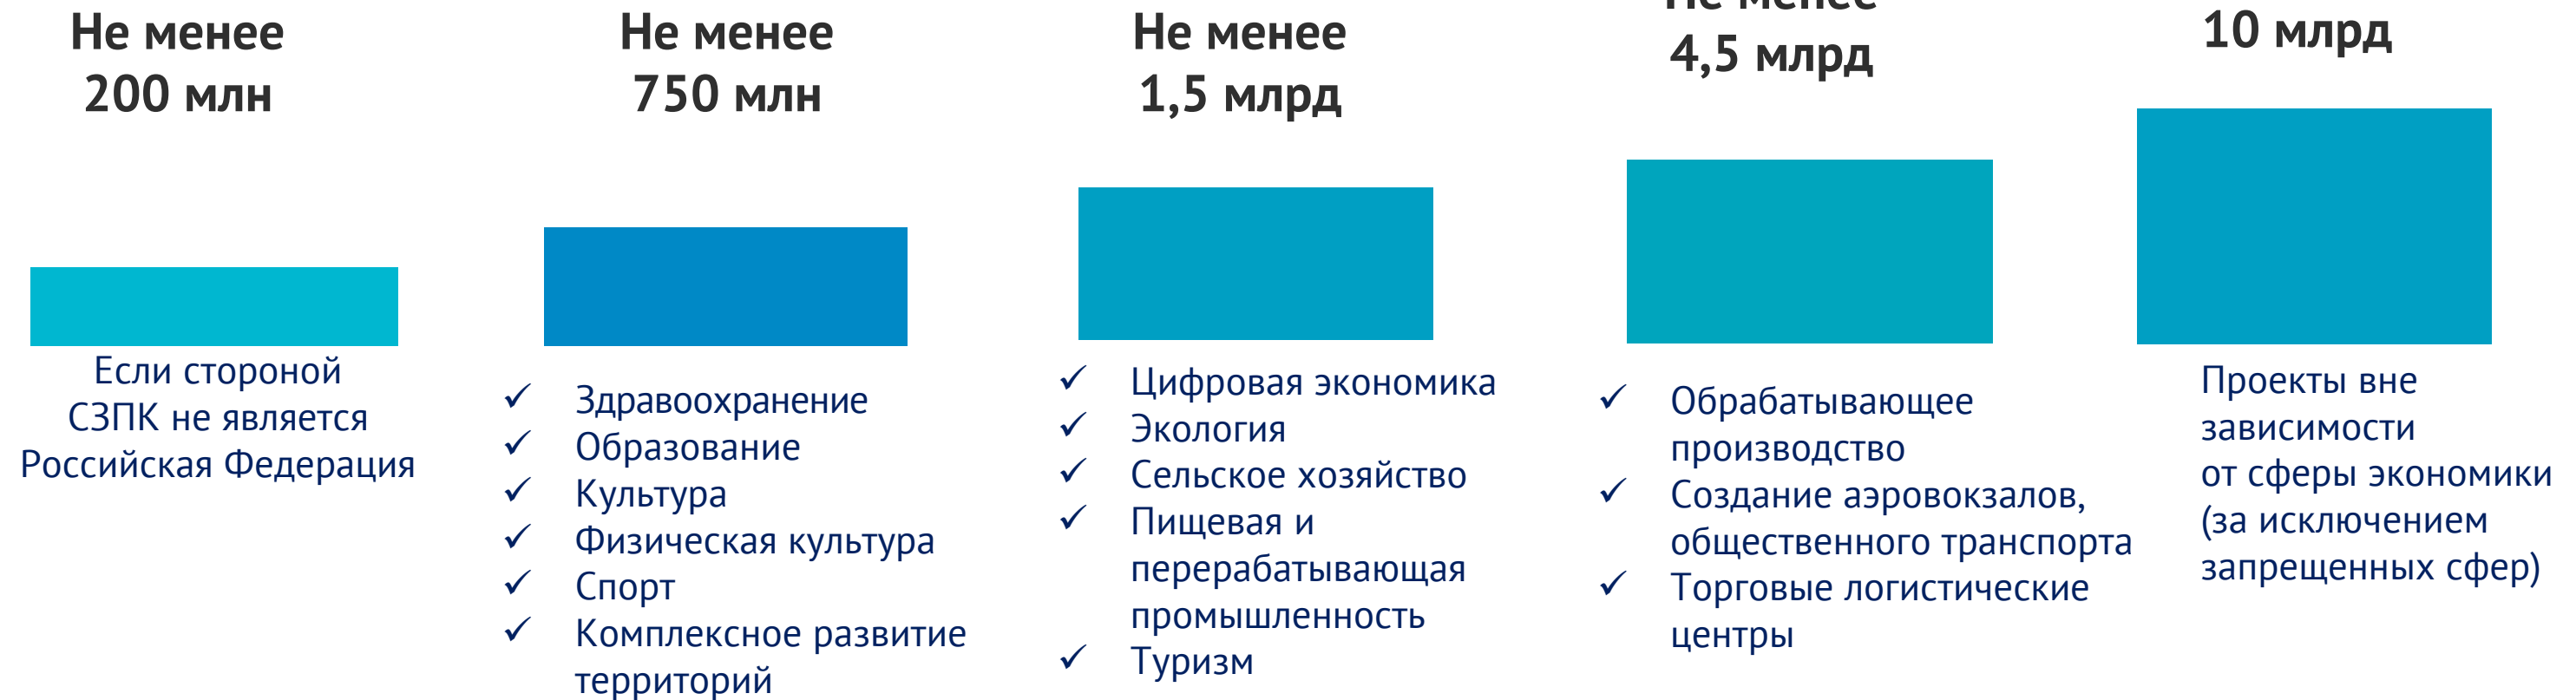 Не менее
200 млн
Если стороной
СЗПК не является
Российская Федерация
Не менее
750 млн
Здравоохранение
Образование
Культура
Физическая культура
Спорт
Комплексное развитие
территорий
Не менее
1,5 млрд
Цифровая экономика
Экология
Сельское хозяйство
Пищевая и
перерабатывающая
промышленность
Туризм
Не менее
4,5 млрд
Обрабатывающее
производство
Создание аэровокзалов,
общественного транспорта
Торговые логистические
центры
10 млрд
Проекты вне
зависимости
от сферы экономики
(за исключением
запрещенных сфер)